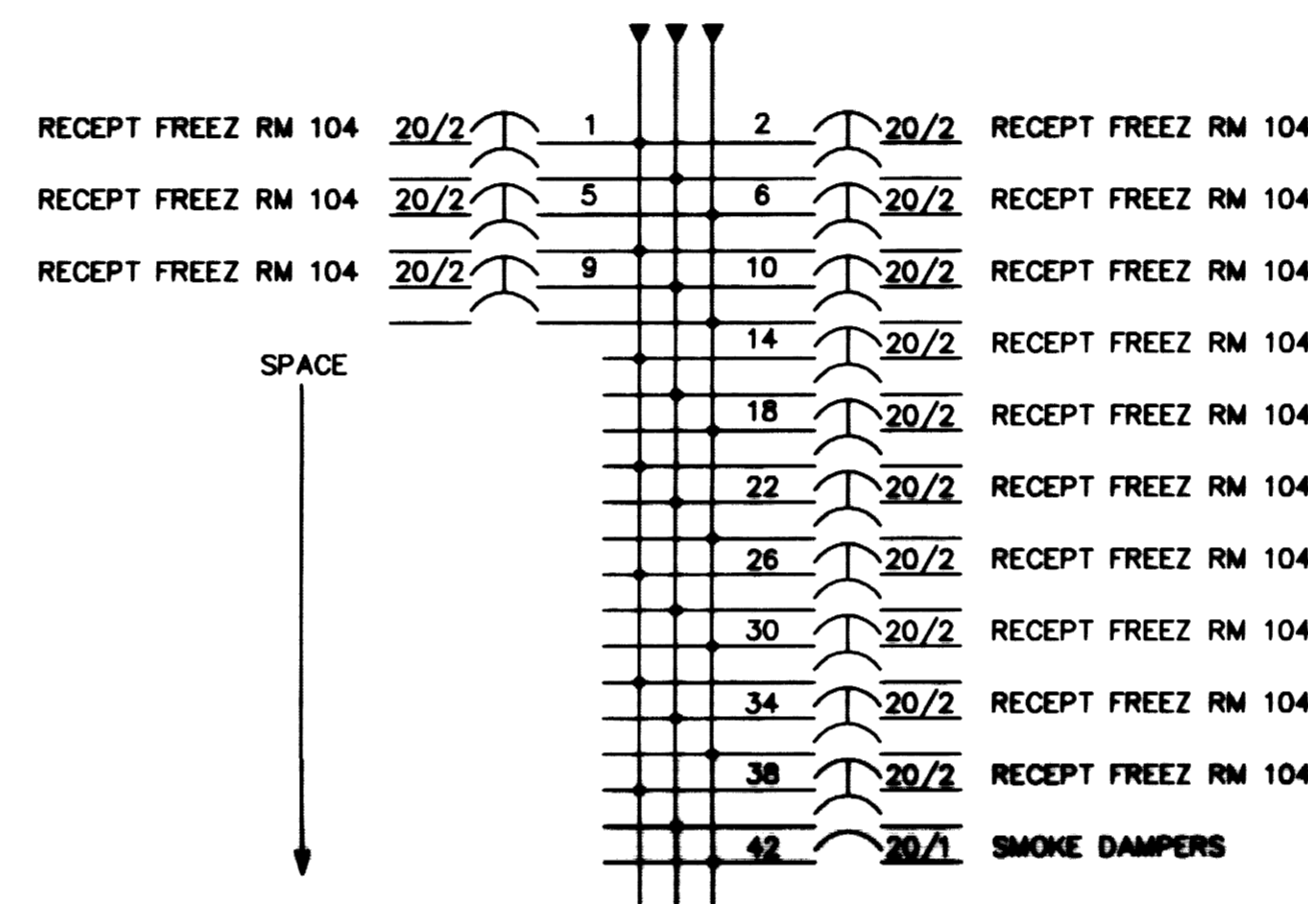 RECEPT FREEZ RM 104 20/2 1 2 20/2 RECEPT FREEZ RM 104
RECEPT FREEZ RM 104 20/2 5 6 20/2 RECEPT FREEZ RM 104
RECEPT FREEZ RM 104 20/2 9 10 20/2 RECEPT FREEZ RM 104
14 20/2 RECEPT FREEZ RM 104
SPACE
18 20/2 RECEPT FREEZ RM 104
22 20/2 RECEPT FREEZ RM 104
26 20/2 RECEPT FREEZ RM 104
30 20/2 RECEPT FREEZ RM 104
34 20/2 RECEPT FREEZ RM 104
38 20/2 RECEPT FREEZ RM 104
42 20/1 SMOKE DAMPERS